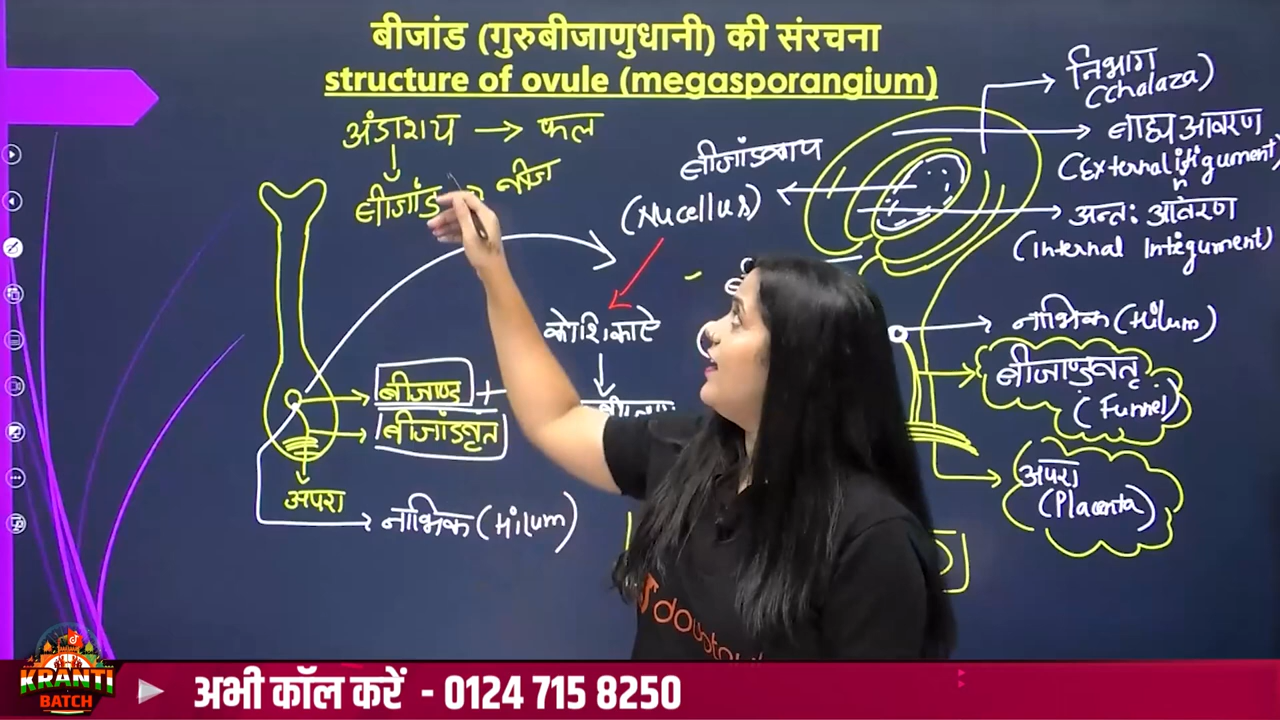 बीजांड (गुरुबीजाणुधानी) की संरचना
structure of ovule (megasporangium)
अंडाशय → फल
बीजांड
बीज
बीजांडकाय
(Nucellus)
कोशिकाऐ
निभाग
(Chalaza)
बाह्य आवरण
(External
अन्त: आवरण
(Internal Integument)
नाभिक (Hilum)
बीजाण्डवृत
(Funnel)
अपरा
(Placenta)
बीजाण्ड +
बीजांडवृत
अपरा
नाभिक (Hilum)
KRANTI
BATCH
अभी कॉल करें - 0124 715 8250